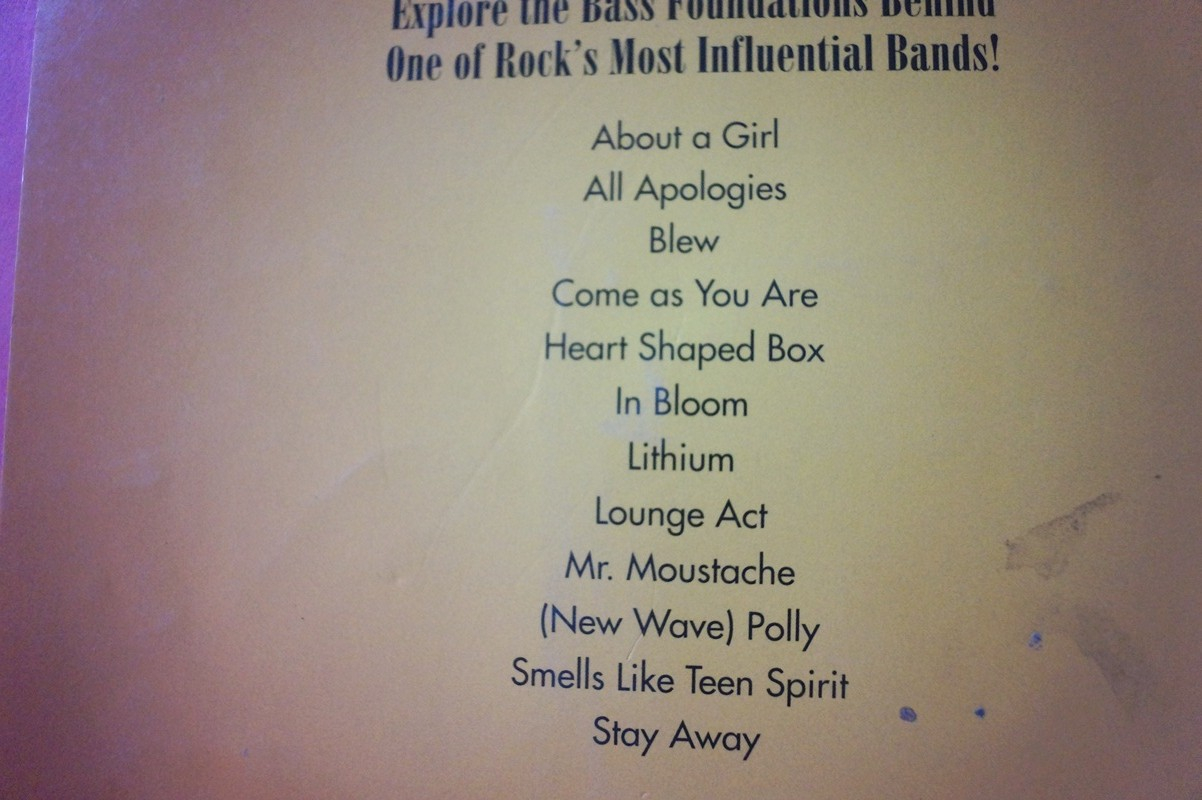 Explore the Bass Foundations Behind
One of Rock's Most Influential Bands!
About a Girl
All Apologies
Blew
Come as You Are
Heart Shaped Box
In Bloom
Lithium
Lounge Act
Mr. Moustache
(New Wave) Polly
Smells Like Teen Spirit
Stay Away